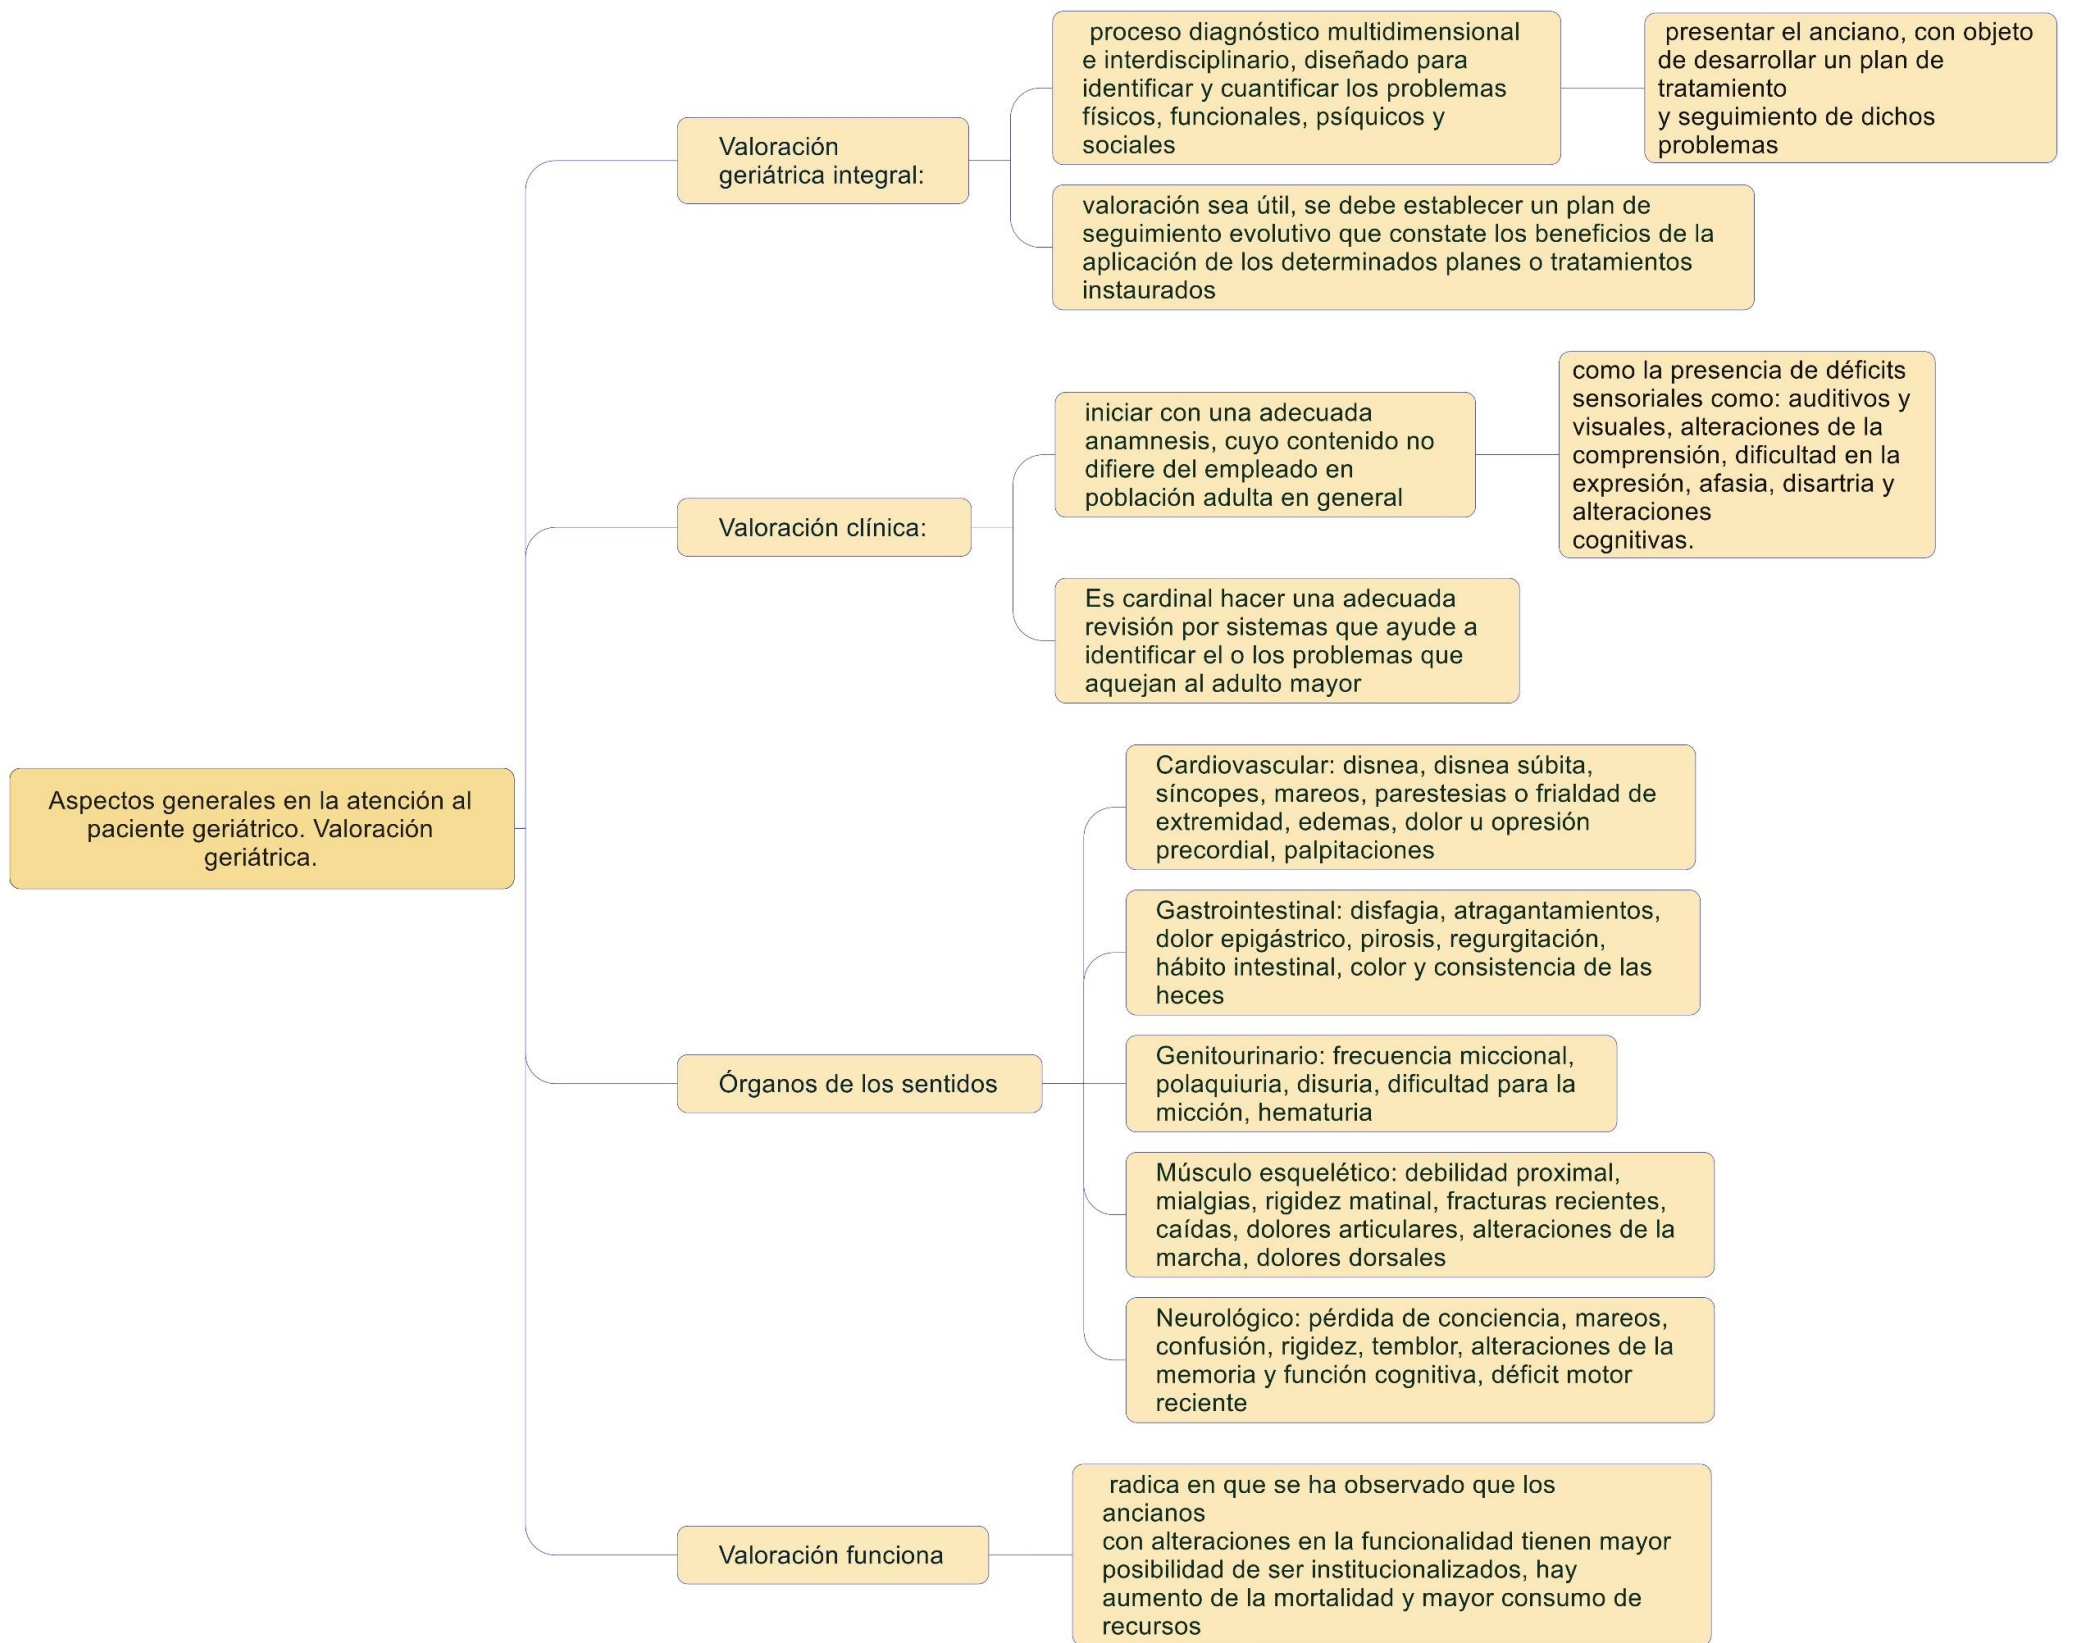 Aspectos generales en la atención al
paciente geriátrico. Valoración
geriátrica.
Valoración
geriátrica integral:
proceso diagnóstico multidimensional
e interdisciplinario, diseñado para
identificar y cuantificar los problemas
físicos, funcionales, psíquicos y
sociales
presentar el anciano, con objeto
de desarrollar un plan de
tratamiento
y seguimiento de dichos
problemas
valoración sea útil, se debe establecer un plan de
seguimiento evolutivo que constate los beneficios de la
aplicación de los determinados planes o tratamientos
instaurados
Valoración clínica:
iniciar con una adecuada
anamnesis, cuyo contenido no
difiere del empleado en
población adulta en general
como la presencia de déficits
sensoriales como: auditivos y
visuales, alteraciones de la
comprensión, dificultad en la
expresión, afasia, disartria y
alteraciones
cognitivas.
Es cardinal hacer una adecuada
revisión por sistemas que ayude a
identificar el o los problemas que
aquejan al adulto mayor
Órganos de los sentidos
Cardiovascular: disnea, disnea súbita,
síncopes, mareos, parestesias o frialdad de
extremidad, edemas, dolor u opresión
precordial, palpitaciones
Gastrointestinal: disfagia, atragantamientos,
dolor epigástrico, pirosis, regurgitación,
hábito intestinal, color y consistencia de las
heces
Genitourinario: frecuencia miccional,
polaquiuria, disuria, dificultad para la
micción, hematuria
Músculo esquelético: debilidad proximal,
mialgias, rigidez matinal, fracturas recientes,
caídas, dolores articulares, alteraciones de la
marcha, dolores dorsales
Neurológico: pérdida de conciencia, mareos,
confusión, rigidez, temblor, alteraciones de la
memoria y función cognitiva, déficit motor
reciente
Valoración funciona
radica en que se ha observado que los
ancianos
con alteraciones en la funcionalidad tienen mayor
posibilidad de ser institucionalizados, hay
aumento de la mortalidad y mayor consumo de
recursos